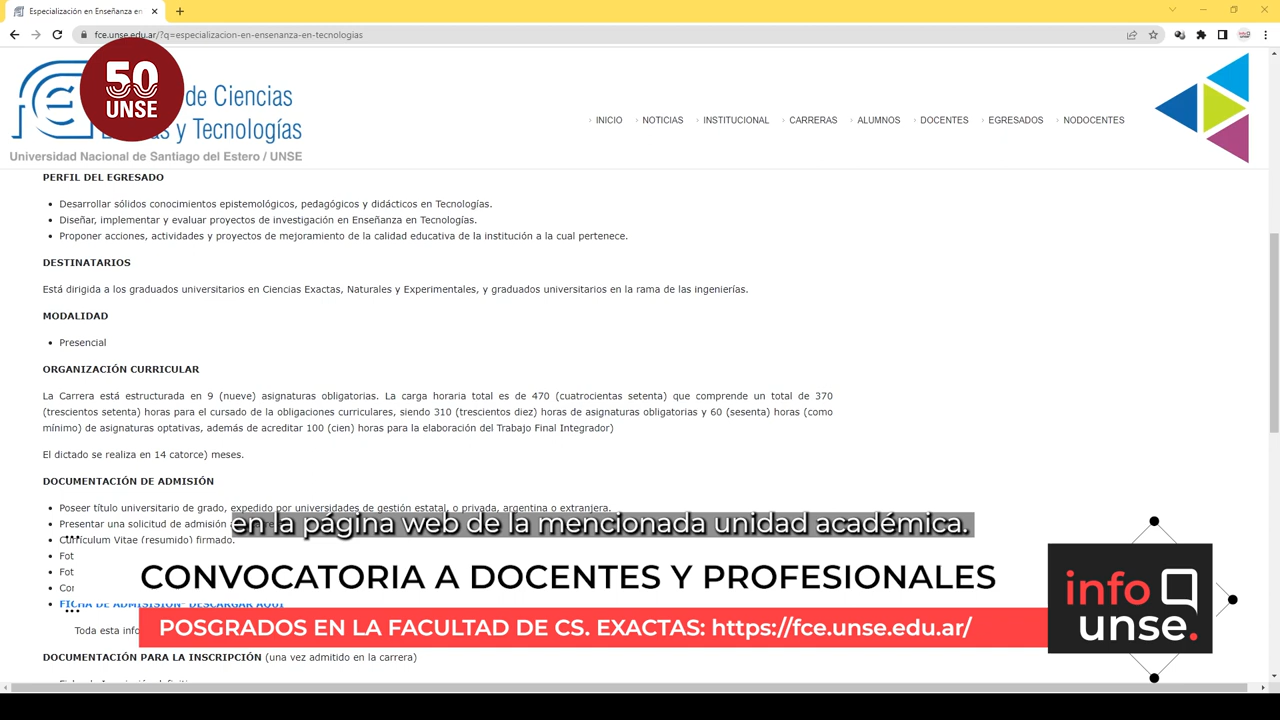 Especialización en Enseñanza en
fce.unse.edu.ar/?q=especializacion-en-ensenanza-en-tecnologias
50
UNSE
de Ciencias
y Tecnologías
Universidad Nacional de Santiago del Estero / UNSE
INICIO
NOTICIAS
INSTITUCIONAL
CARRERAS
ALUMNOS
DOCENTES
EGRESADOS
NODOCENTES
PERFIL DEL EGRESADO
Desarrollar sólidos conocimientos epistemológicos, pedagógicos y didácticos en Tecnologías.
Diseñar, implementar y evaluar proyectos de investigación en Enseñanza en Tecnologías.
Proponer acciones, actividades y proyectos de mejoramiento de la calidad educativa de la institución a la cual pertenece.
DESTINATARIOS
Está dirigida a los graduados universitarios en Ciencias Exactas, Naturales y Experimentales, y graduados universitarios en la rama de las ingenierías.
MODALIDAD
Presencial
ORGANIZACIÓN CURRICULAR
La Carrera está estructurada en 9 (nueve) asignaturas obligatorias. La carga horaria total es de 470 (cuatrocientas setenta) que comprende un total de 370
(trescientos setenta) horas para el cursado de la obligaciones curriculares, siendo 310 (trescientos diez) horas de asignaturas obligatorias y 60 (sesenta) horas (como
mínimo) de asignaturas optativas, además de acreditar 100 (cien) horas para la elaboración del Trabajo Final Integrador)
El dictado se realiza en 14 catorce) meses.
DOCUMENTACIÓN DE ADMISIÓN
Poseer título universitario de grado, expedido por universidades de gestión estatal, o privada, argentina o extranjera.
Presentar una solicitud de admisión
en la página web de la mencionada unidad académica.
Curriculum Vitae (resumido) firmado.
Fot
Fot
CONVOCATORIA A DOCENTES Y PROFESIONALES
FICHA DE ADMISISIÓN- DESCARGAR AQUI
Toda esta info
POSGRADOS EN LA FACULTAD DE CS. EXACTAS: https://fce.unse.edu.ar/
info
unse.
DOCUMENTACIÓN PARA LA INSCRIPCIÓN (una vez admitido en la carrera)